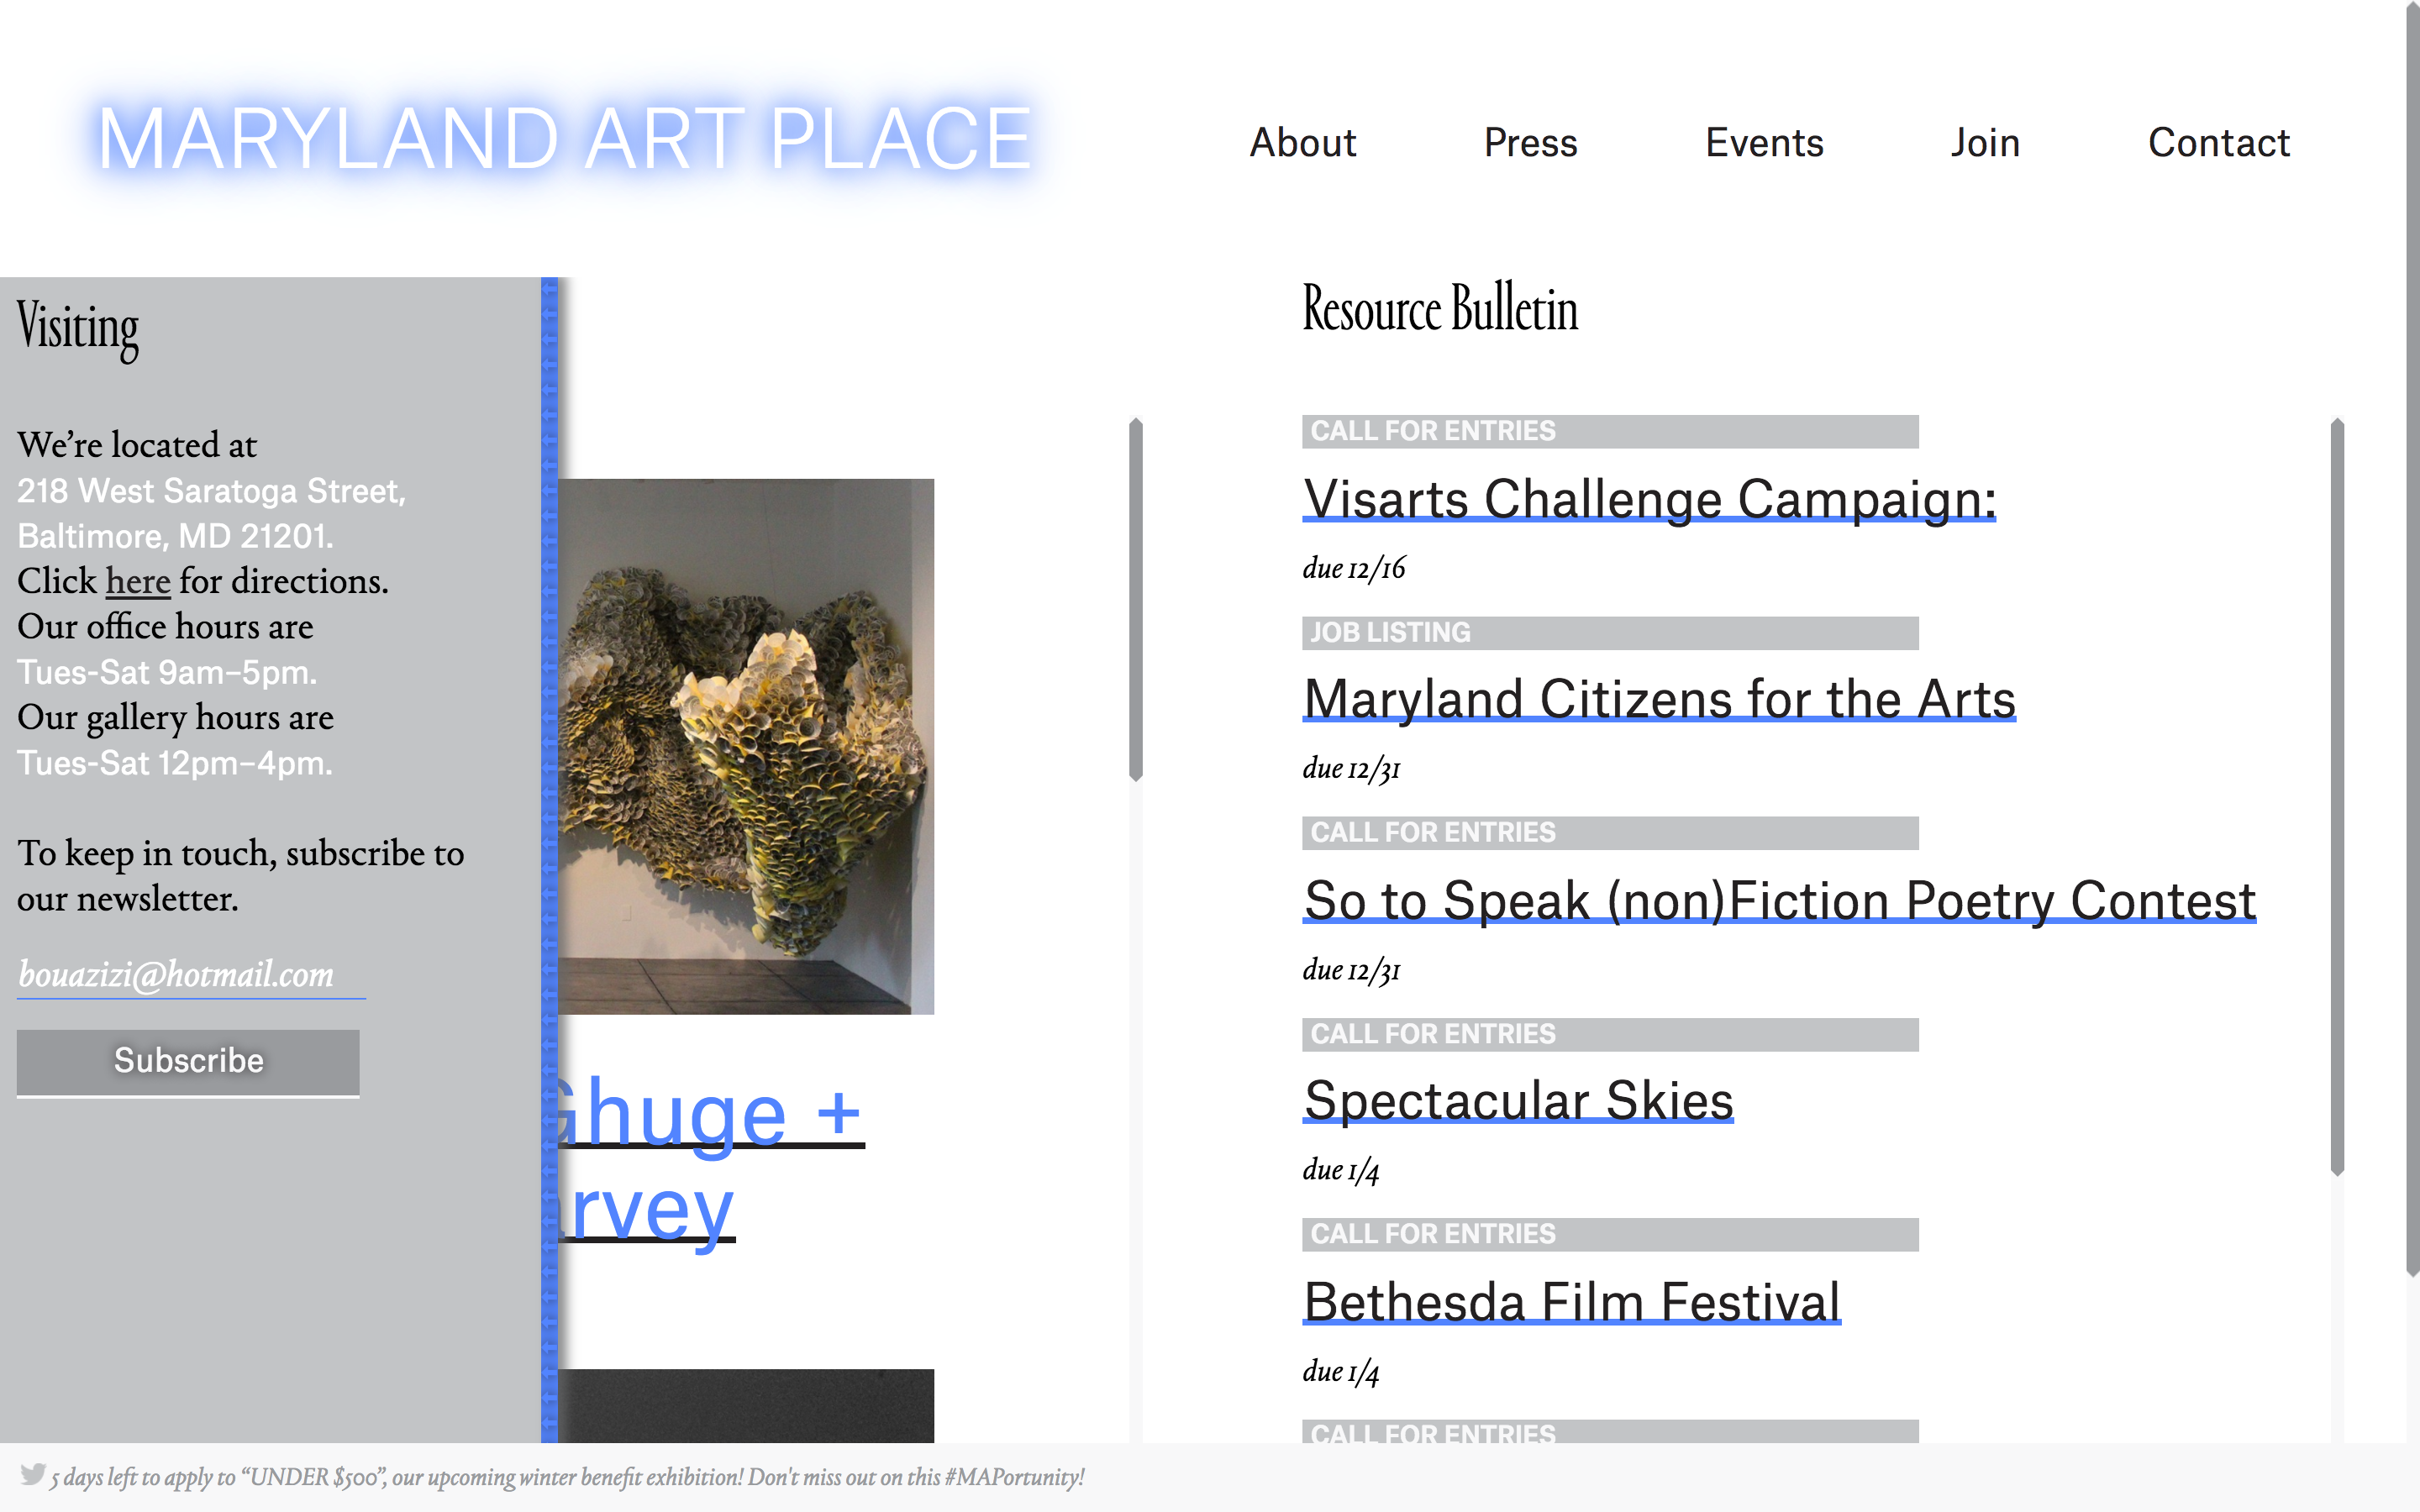 MARYLAND ART PLACE
About Press Events Join Contact
Visiting
We're located at
218 West Saratoga Street,
Baltimore, MD 21201.
Click here for directions.
Our office hours are
Tues-Sat 9am–5pm.
Our gallery hours are
Tues-Sat 12pm–4pm.
To keep in touch, subscribe to
our newsletter.
bouazizi@hotmail.com
Subscribe
Ghuge +
rvey
Resource Bulletin
CALL FOR ENTRIES
Visarts Challenge Campaign:
due 12/16
JOB LISTING
Maryland Citizens for the Arts
due 12/31
CALL FOR ENTRIES
So to Speak (non)Fiction Poetry Contest
due 12/31
CALL FOR ENTRIES
Spectacular Skies
due 1/4
CALL FOR ENTRIES
Bethesda Film Festival
due 1/4
CALL FOR ENTRIES
5 days left to apply to “UNDER $500”, our upcoming winter benefit exhibition! Don't miss out on this #MAPortunity!